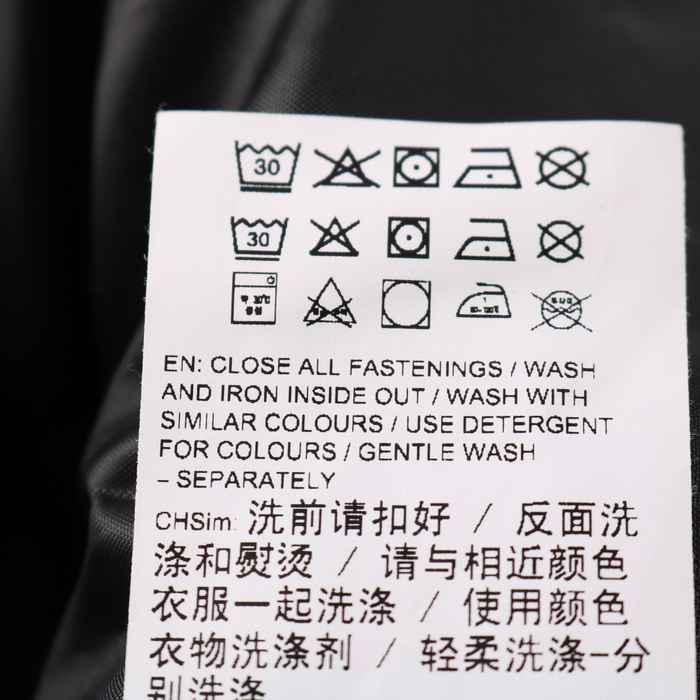 30
30
EN: CLOSE ALL FASTENINGS / WASH
AND IRON INSIDE OUT / WASH WITH
SIMILAR COLOURS / USE DETERGENT
FOR COLOURS / GENTLE WASH
– SEPARATELY
CHSim: 洗前请扣好 / 反面洗
涤和熨烫 / 请与相近颜色
衣服一起洗涤 / 使用颜色
衣物洗涤剂 / 轻柔洗涤–分
别洗涤